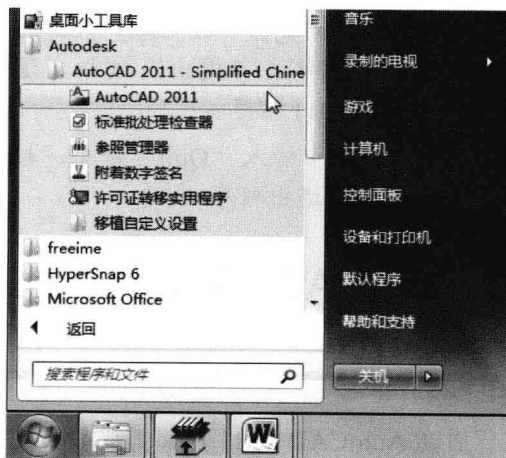 桌面小工具库
Autodesk
AutoCAD 2011 - Simplified Chine
AutoCAD 2011
标准批处理检查器
参照管理器
附着数字签名
许可证转移实用程序
移植自定义设置
freeime
HyperSnap 6
Microsoft Office
返回
搜索程序和文件
音乐
录制的电视
游戏
计算机
控制面板
设备和打印机
默认程序
帮助和支持
关机
W